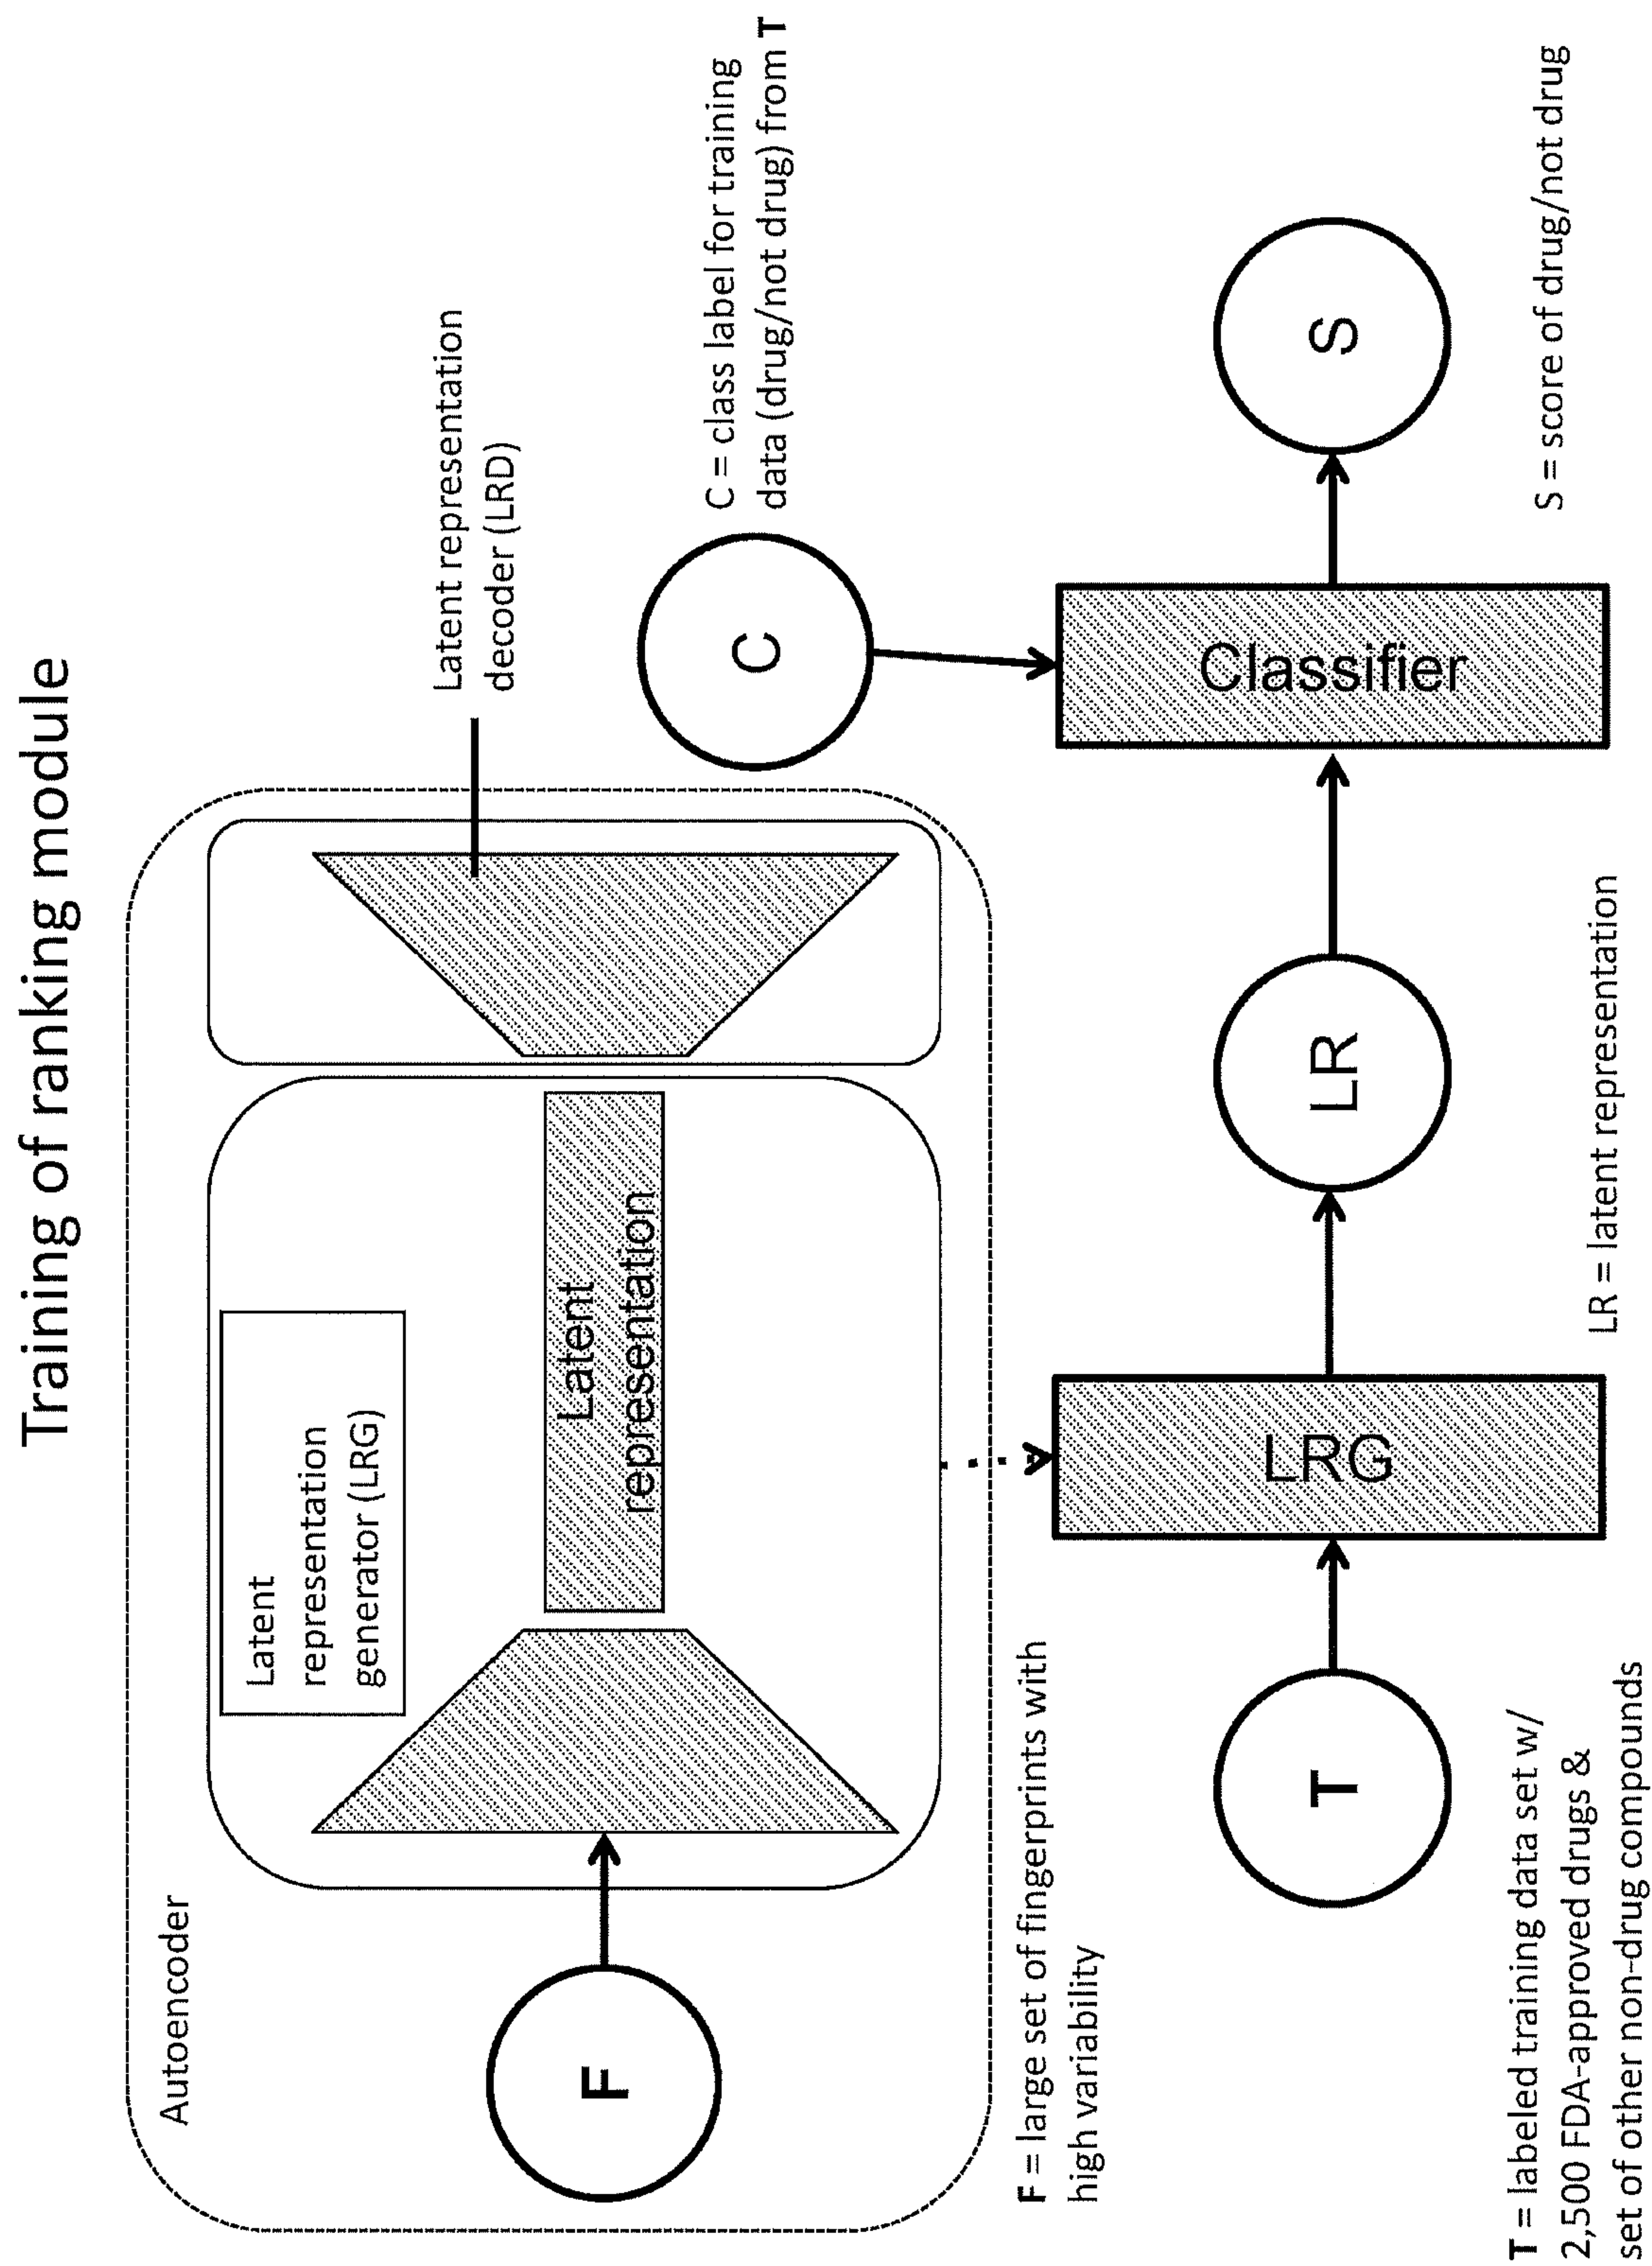 Training of ranking module
Autoencoder
Latent
representation
generator (LRG)
Latent representation
decoder (LRD)
F
Latent
representation
F = large set of fingerprints with
high variability
C
C = class label for training
data (drug/not drug) from T
T
LRG
LR
Classifier
S
T = labeled training data set w/
2,500 FDA-approved drugs &
set of other non-drug compounds
LR = latent representation
S = score of drug/not drug